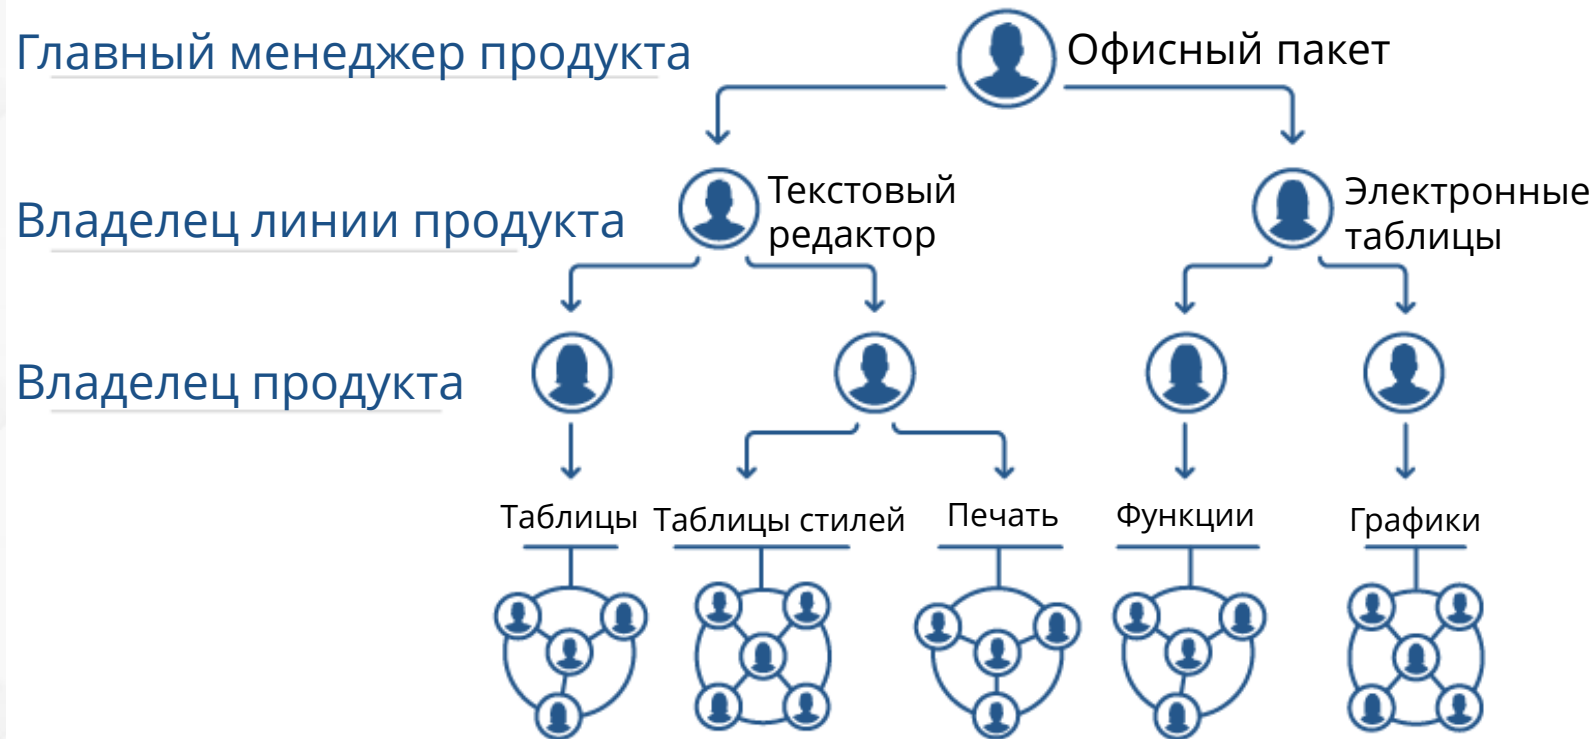 Главный менеджер продукта
Офисный пакет
Владелец линии продукта
Текстовый
редактор
Электронные
таблицы
Владелец продукта
Таблицы
Таблицы стилей
Печать
Функции
Графики